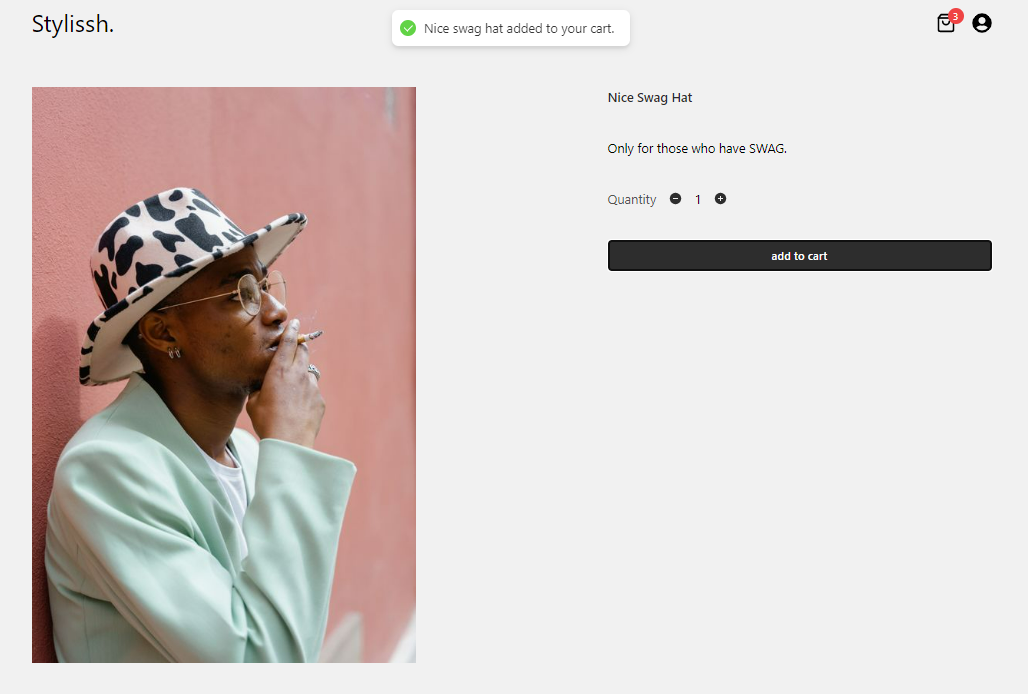 Stylissh.
Nice swag hat added to your cart.
3
Nice Swag Hat
Only for those who have SWAG.
Quantity 1
add to cart